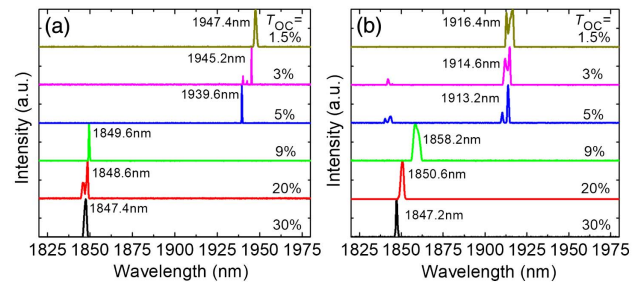 (a)
1947.4nm
T_OC=
1.5%
1945.2nm
3%
1939.6nm
5%
1849.6nm
9%
1848.6nm
20%
1847.4nm
30%
Intensity (a.u.)
1825 1850 1875 1900 1925 1950 1975
Wavelength (nm)
(b)
1916.4nm
T_OC=
1.5%
1914.6nm
3%
1913.2nm
5%
1858.2nm
9%
1850.6nm
20%
1847.2nm
30%
Intensity (a.u.)
1825 1850 1875 1900 1925 1950 1975
Wavelength (nm)